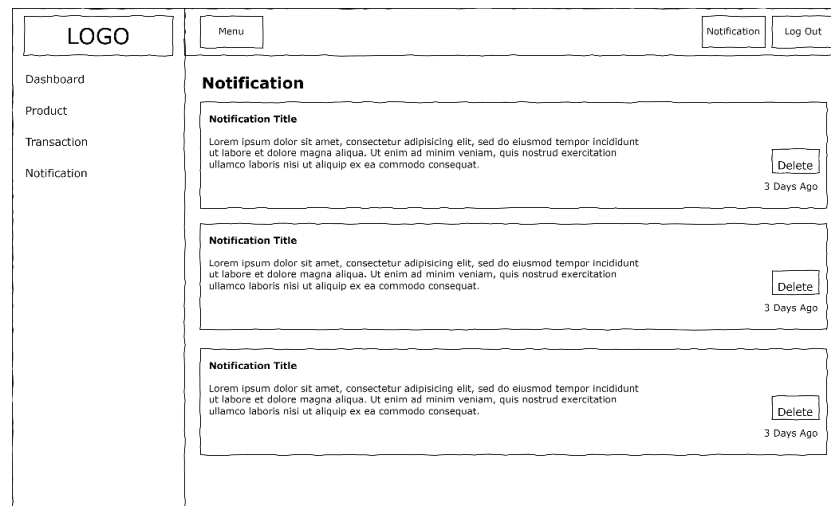 LOGO
Menu
Notification
Log Out
Dashboard
Product
Transaction
Notification
Notification
Notification Title
Lorem ipsum dolor sit amet, consectetur adipisicing elit, sed do eiusmod tempor incididunt
ut labore et dolore magna aliqua. Ut enim ad minim veniam, quis nostrud exercitation
ullamco laboris nisi ut aliquip ex ea commodo consequat.
Delete
3 Days Ago
Notification Title
Lorem ipsum dolor sit amet, consectetur adipisicing elit, sed do eiusmod tempor incididunt
ut labore et dolore magna aliqua. Ut enim ad minim veniam, quis nostrud exercitation
ullamco laboris nisi ut aliquip ex ea commodo consequat.
Delete
3 Days Ago
Notification Title
Lorem ipsum dolor sit amet, consectetur adipisicing elit, sed do eiusmod tempor incididunt
ut labore et dolore magna aliqua. Ut enim ad minim veniam, quis nostrud exercitation
ullamco laboris nisi ut aliquip ex ea commodo consequat.
Delete
3 Days Ago